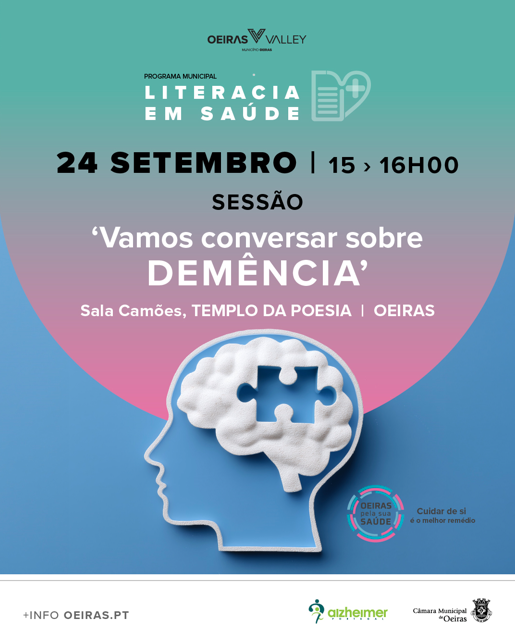 OEIRAS VALLEY
MUNICÍPIO OEIRAS
PROGRAMA MUNICIPAL
LITERACIA
EM SAÚDE
24 SETEMBRO | 15 › 16H00
SESSÃO
‘Vamos conversar sobre
DEMÊNCIA’
Sala Camões, TEMPLO DA POESIA | OEIRAS
OEIRAS
pela sua
SAÚDE
Cuidar de si
é o melhor remédio
+INFO OEIRAS.PT
alzheimer
PORTUGAL
Câmara Municipal
de Oeiras